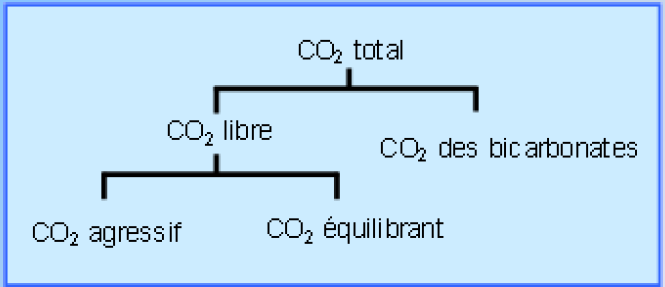 CO₂ total
CO₂ libre
CO₂ des bicarbonates
CO₂ agressif
CO₂ équilibrant